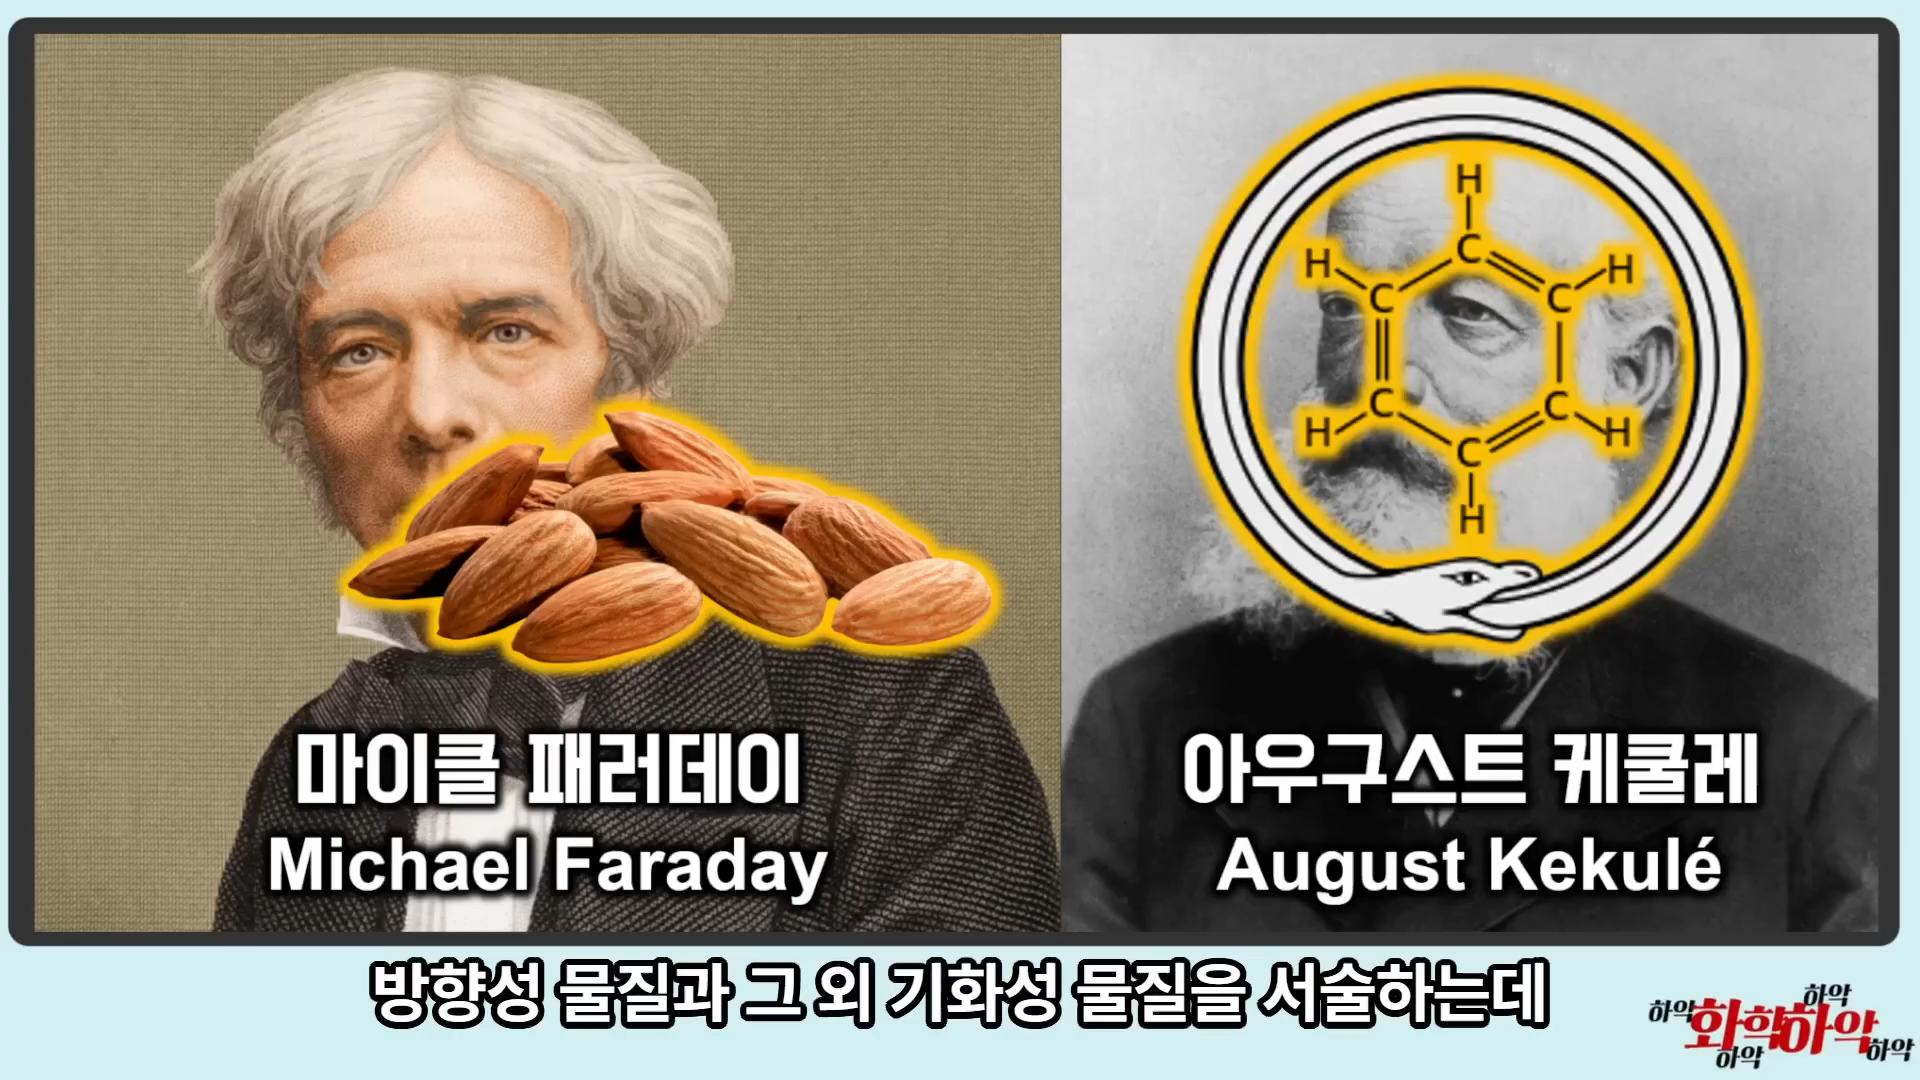 H
H
C
H
C
C
C
C
H
C
H
H
마이클 패러데이
Michael Faraday
아우구스트 케쿨레
August Kekulé
방향성 물질과 그 외 기화성 물질을 서술하는데
하악
하악
화학하악
하악
하악